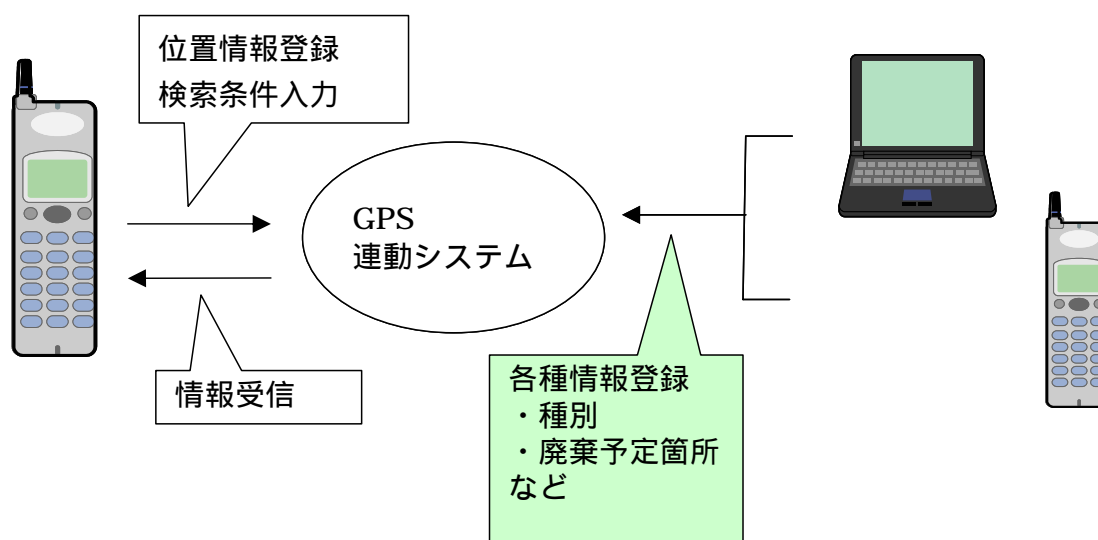 位置情報登録
検索条件入力
GPS
連動システム
情報受信
各種情報登録
・種別
・廃棄予定箇所
など